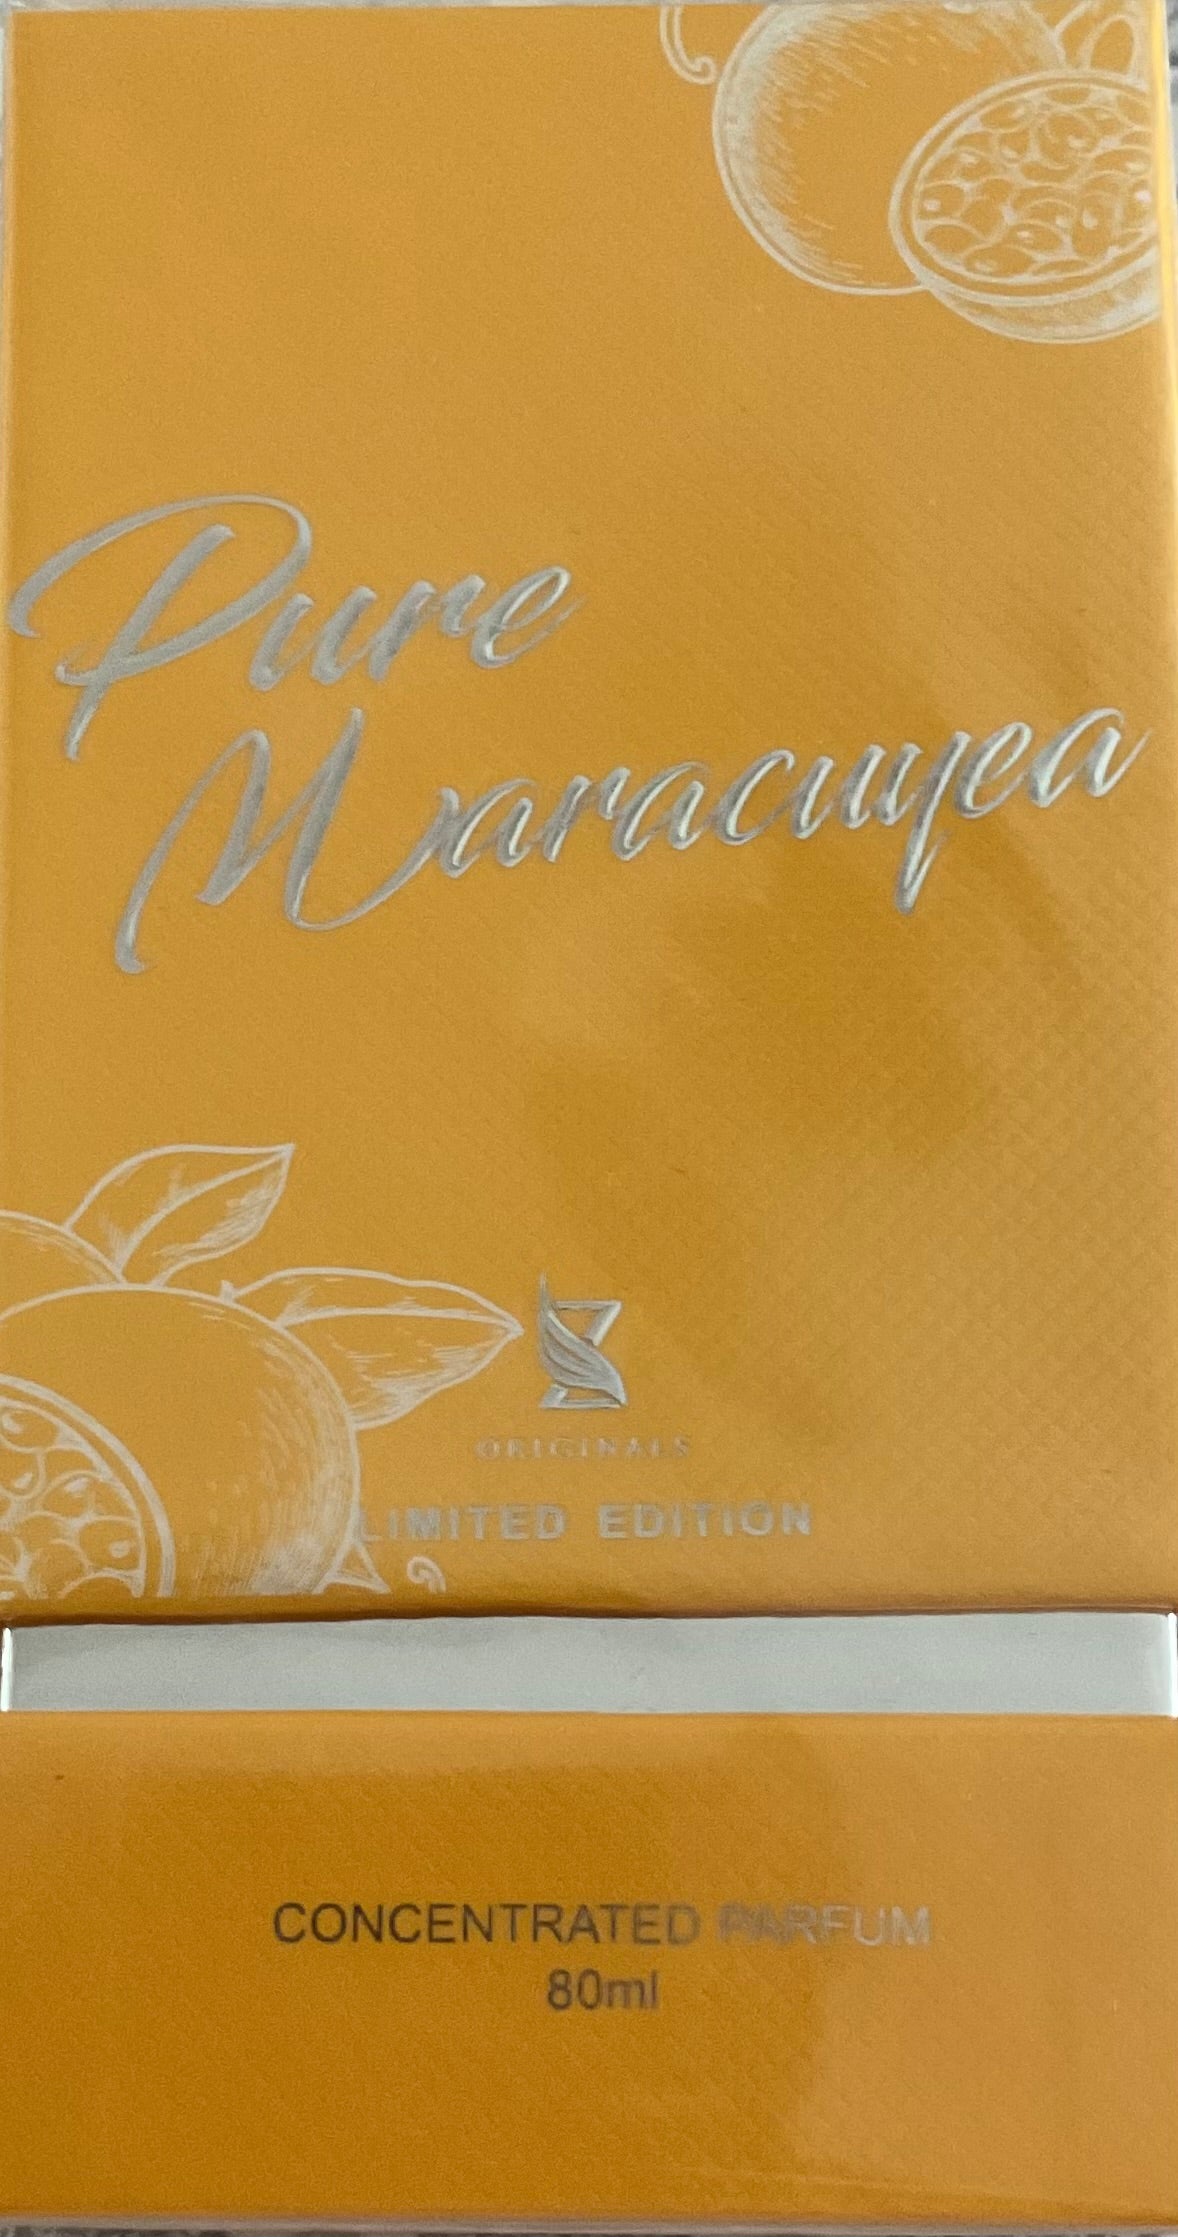 Pure
Maracuyea
ORIGINALS
LIMITED EDITION
CONCENTRATED PARFUM
80ml